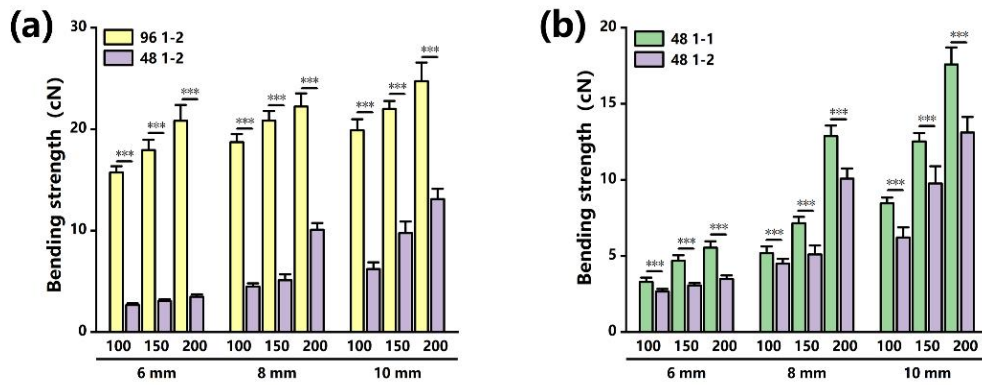 (a)
Bending strength (cN)
30
20
10
0
96 1-2
48 1-2
*** *** *** *** *** *** *** *** ***
100 150 200 100 150 200 100 150 200
6 mm 8 mm 10 mm
(b)
Bending strength (cN)
20
15
10
5
0
48 1-1
48 1-2
*** *** *** *** *** *** *** *** ***
100 150 200 100 150 200 100 150 200
6 mm 8 mm 10 mm